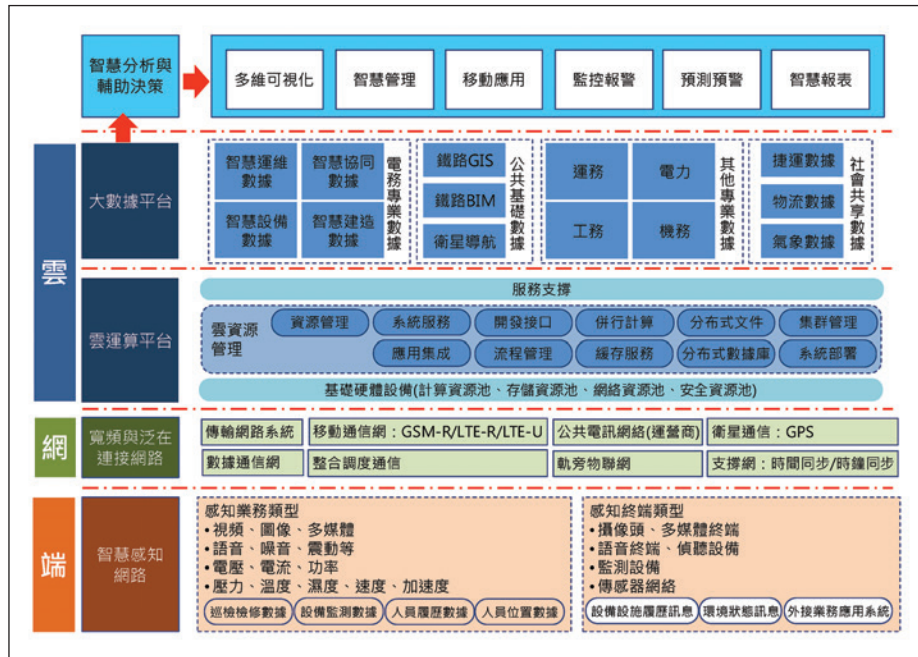 智慧分析與
輔助決策
多維可視化
智慧管理
移動應用
監控報警
預測預警
智慧報表
雲
大數據平台
智慧運維
數據
智慧協同
數據
智慧設備
數據
智慧建造
數據
電務專業數據
鐵路GIS
鐵路BIM
衛星導航
公共基礎數據
運務
電力
工務
機務
其他專業數據
捷運數據
物流數據
氣象數據
社會共享數據
雲運算平台
服務支撐
雲資源
管理
資源管理
系統服務
開發接口
併行計算
分布式文件
集群管理
應用集成
流程管理
緩存服務
分布式數據庫
系統部署
基礎硬體設備(計算資源池、存儲資源池、網絡資源池、安全資源池)
網
寬頻與泛在
連接網路
傳輸網路系統
移動通信網：GSM-R/LTE-R/LTE-U
公共電訊網絡(運營商)
衛星通信：GPS
數據通信網
整合調度通信
軌旁物聯網
支撐網：時間同步/時鐘同步
端
智慧感知
網路
感知業務類型
•視頻、圖像、多媒體
•語音、噪音、震動等
•電壓、電流、功率
•壓力、溫度、濕度、速度、加速度
巡檢檢修數據
設備監測數據
人員履歷數據
人員位置數據
感知終端類型
•攝像頭、多媒體終端
•語音終端、偵聽設備
•監測設備
•傳感器網絡
設備設施履歷訊息
環境狀態訊息
外接業務應用系統